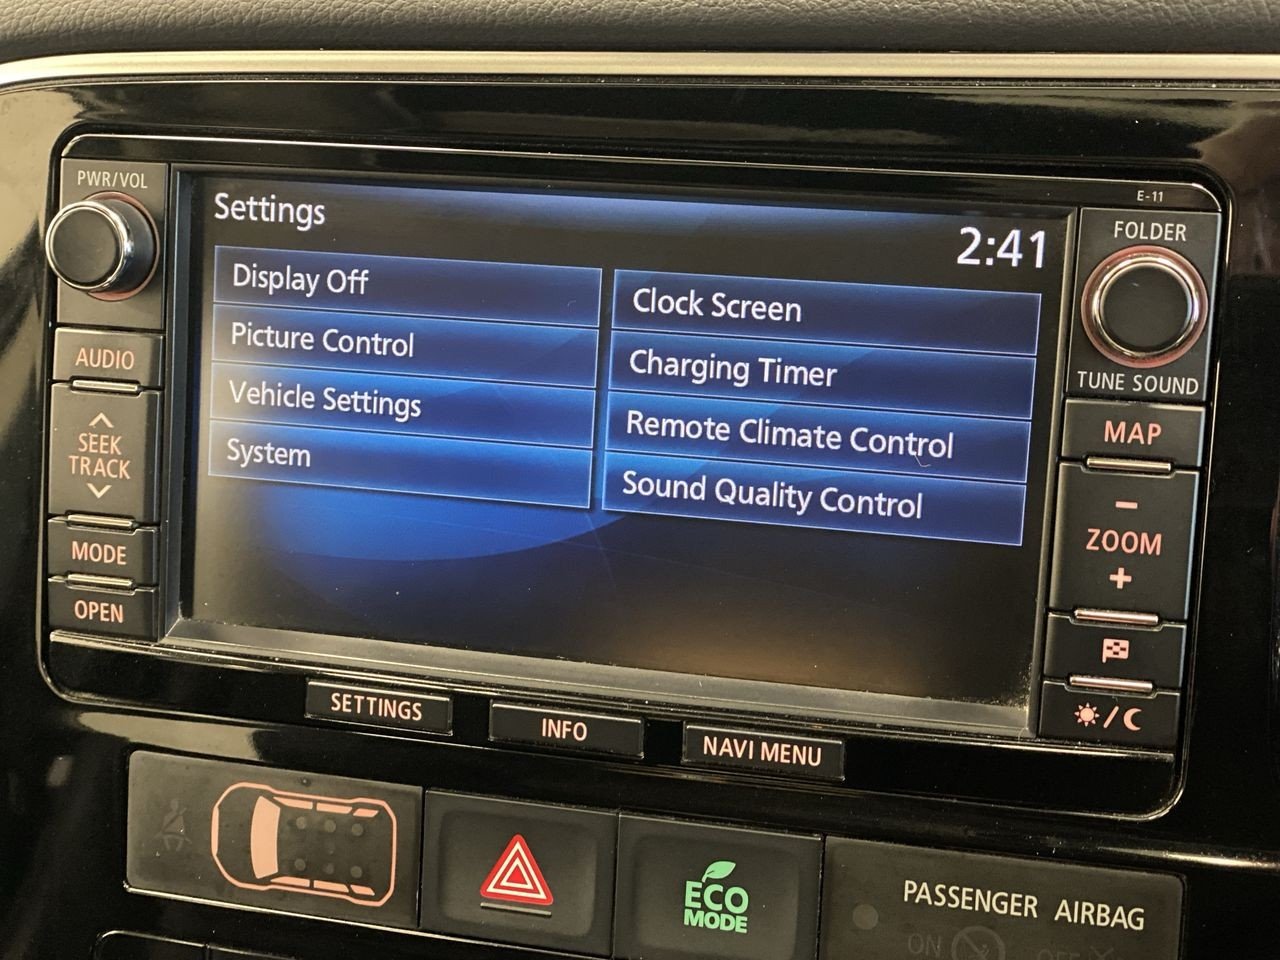 PWR/VOL
E-11
FOLDER
Settings
2:41
Display Off
Clock Screen
Picture Control
Charging Timer
Vehicle Settings
Remote Climate Control
System
Sound Quality Control
AUDIO
SEEK
TRACK
MODE
OPEN
TUNE SOUND
MAP
ZOOM
SETTINGS
INFO
NAVI MENU
ECO
MODE
PASSENGER AIRBAG
ON
OFF